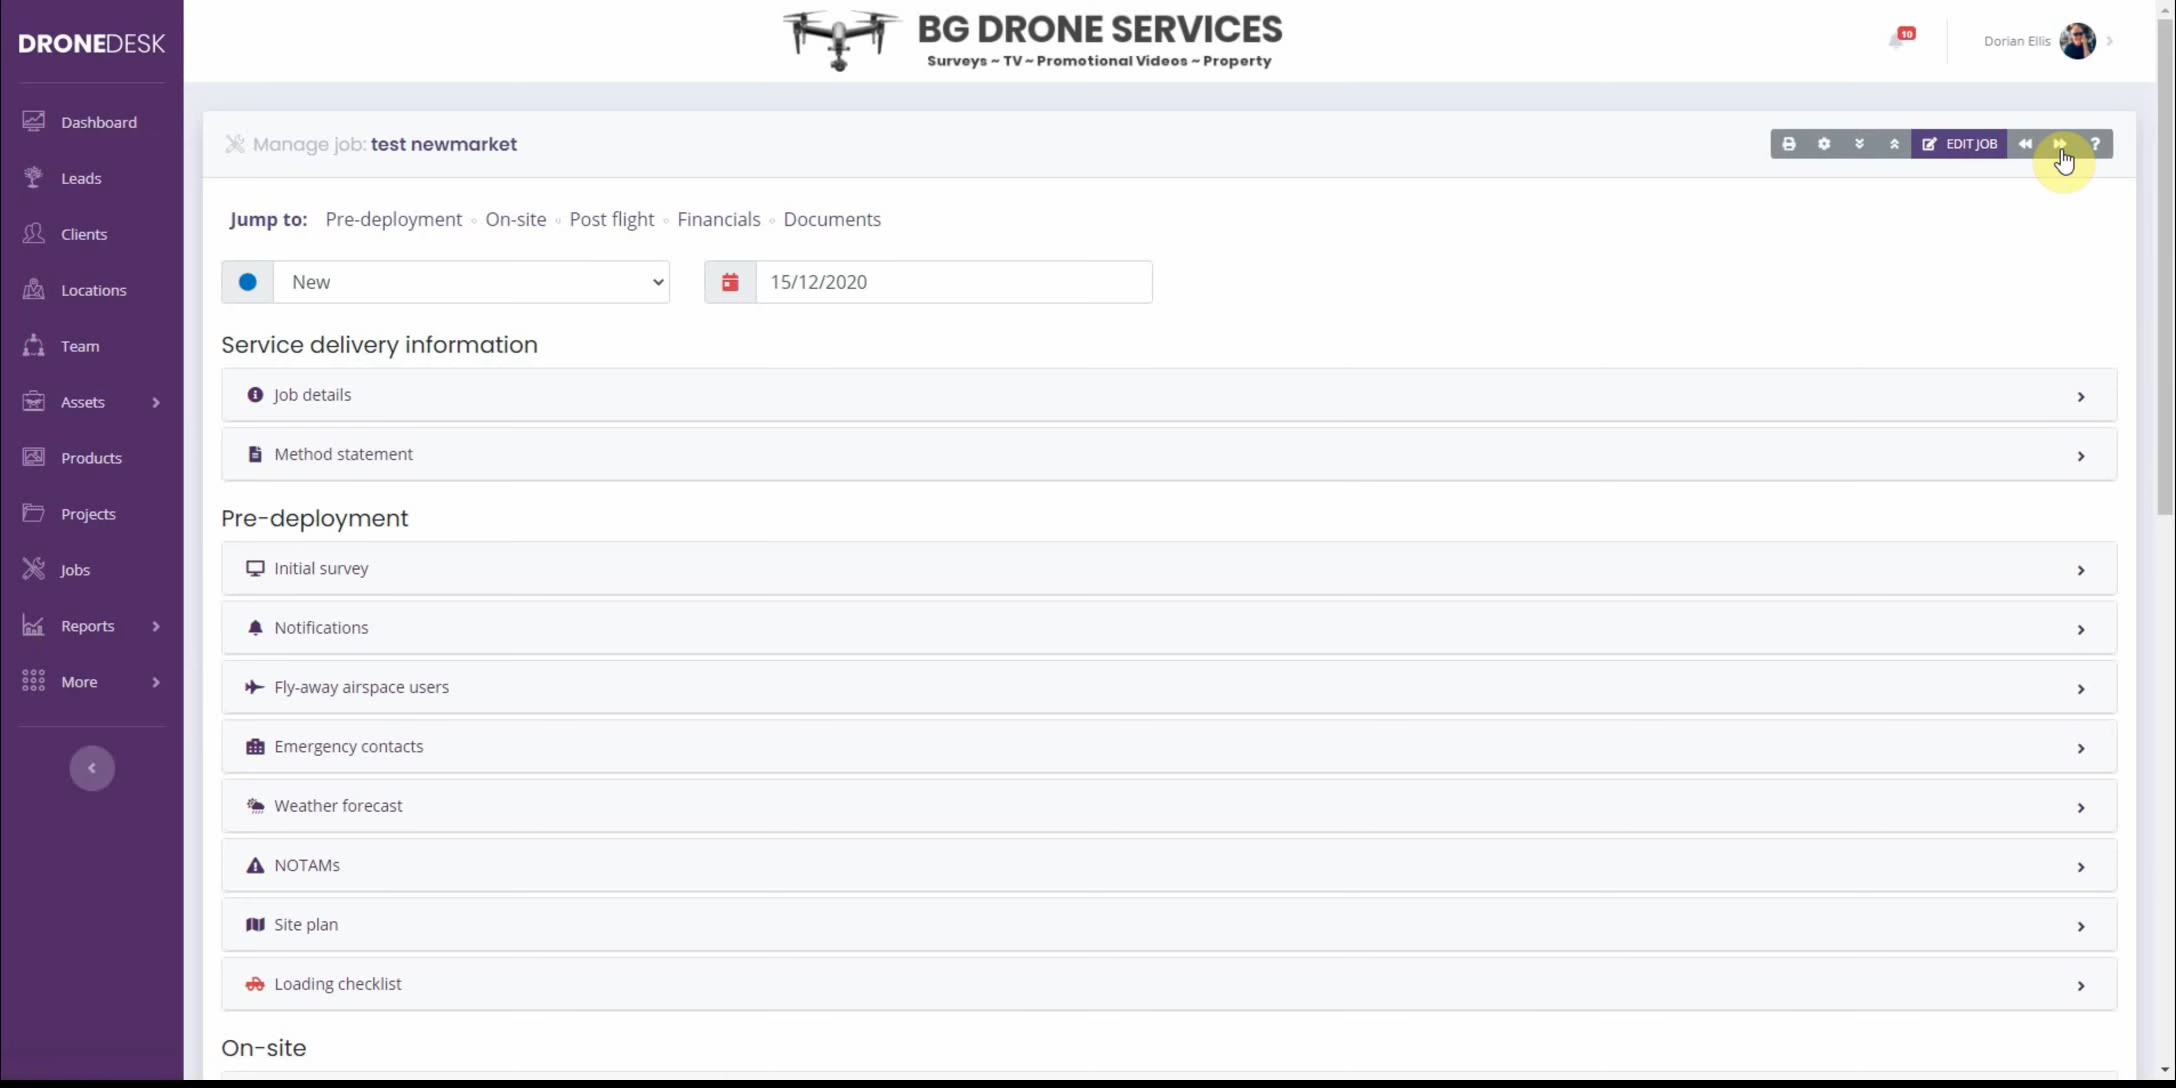 DRONEDESK
BG DRONE SERVICES
Surveys ~ TV ~ Promotional Videos ~ Property
10
Dorian Ellis
Dashboard
Leads
Clients
Locations
Team
Assets
Products
Projects
Jobs
Reports
More
Manage job: test newmarket
EDIT JOB
?
Jump to: Pre-deployment On-site Post flight Financials Documents
New
15/12/2020
Service delivery information
Job details
Method statement
Pre-deployment
Initial survey
Notifications
Fly-away airspace users
Emergency contacts
Weather forecast
NOTAMs
Site plan
Loading checklist
On-site